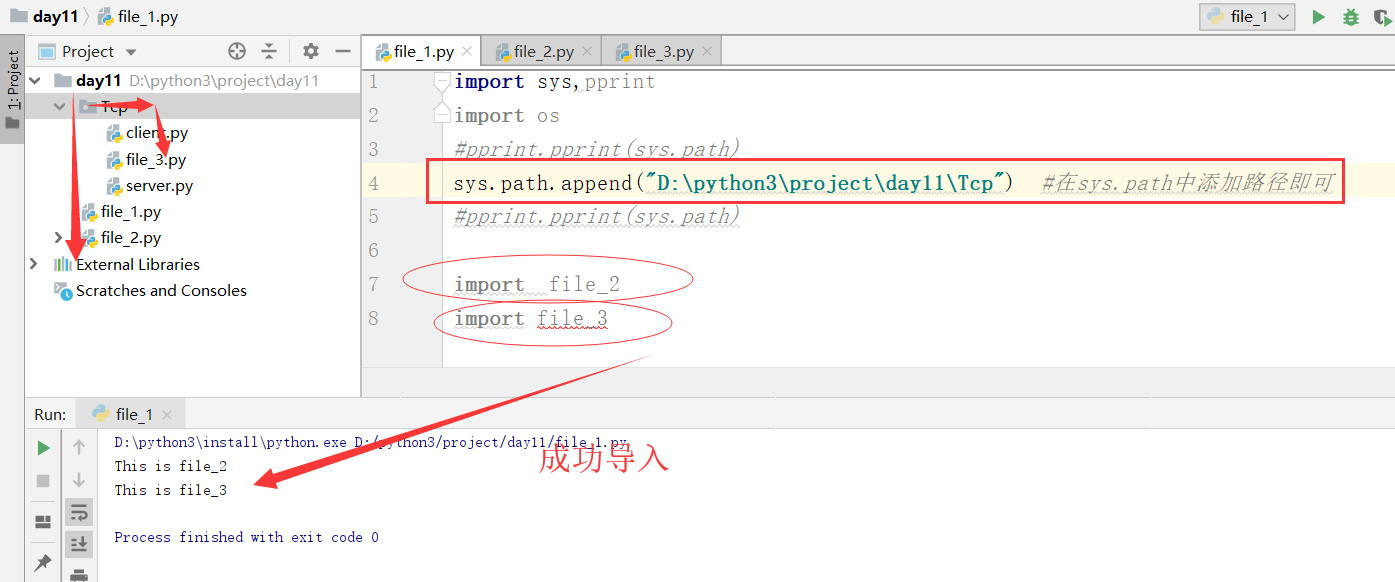 day11 file_1.py
file_1
1: Project
Project
day11 D:\python3\project\day11
Tcp
client.py
file_3.py
server.py
file_1.py
file_2.py
External Libraries
Scratches and Consoles
file_1.py file_2.py file_3.py
1 import sys,pprint
2 import os
3 #pprint.pprint(sys.path)
4 sys.path.append("D:\python3\project\day11\Tcp") #在sys.path中添加路径即可
5 #pprint.pprint(sys.path)
6
7 import file_2
8 import file_3
Run: file_1
D:\python3\install\python.exe D:/python3/project/day11/file_1.py
This is file_2
This is file_3
成功导入
Process finished with exit code 0